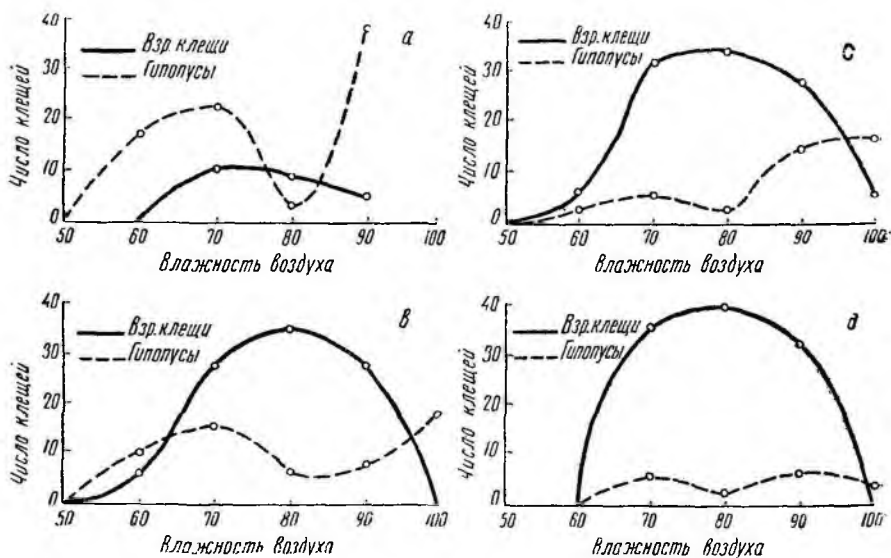 40
30
20
10
0
Число клещей
Взр. клещи
Гипопусы
а
50 60 70 80 90 100
Влажность воздуха
40
30
20
10
0
Число клещей
Взр. клещи
Гипопусы
с
50 60 70 80 90 100
Влажность воздуха
40
30
20
10
0
Число клещей
Взр. клещи
Гипопусы
в
50 60 70 80 90 100
Влажность воздуха
40
30
20
10
0
Число клещей
Взр. клещи
Гипопусы
д
50 60 70 80 90 100
Влажность воздуха